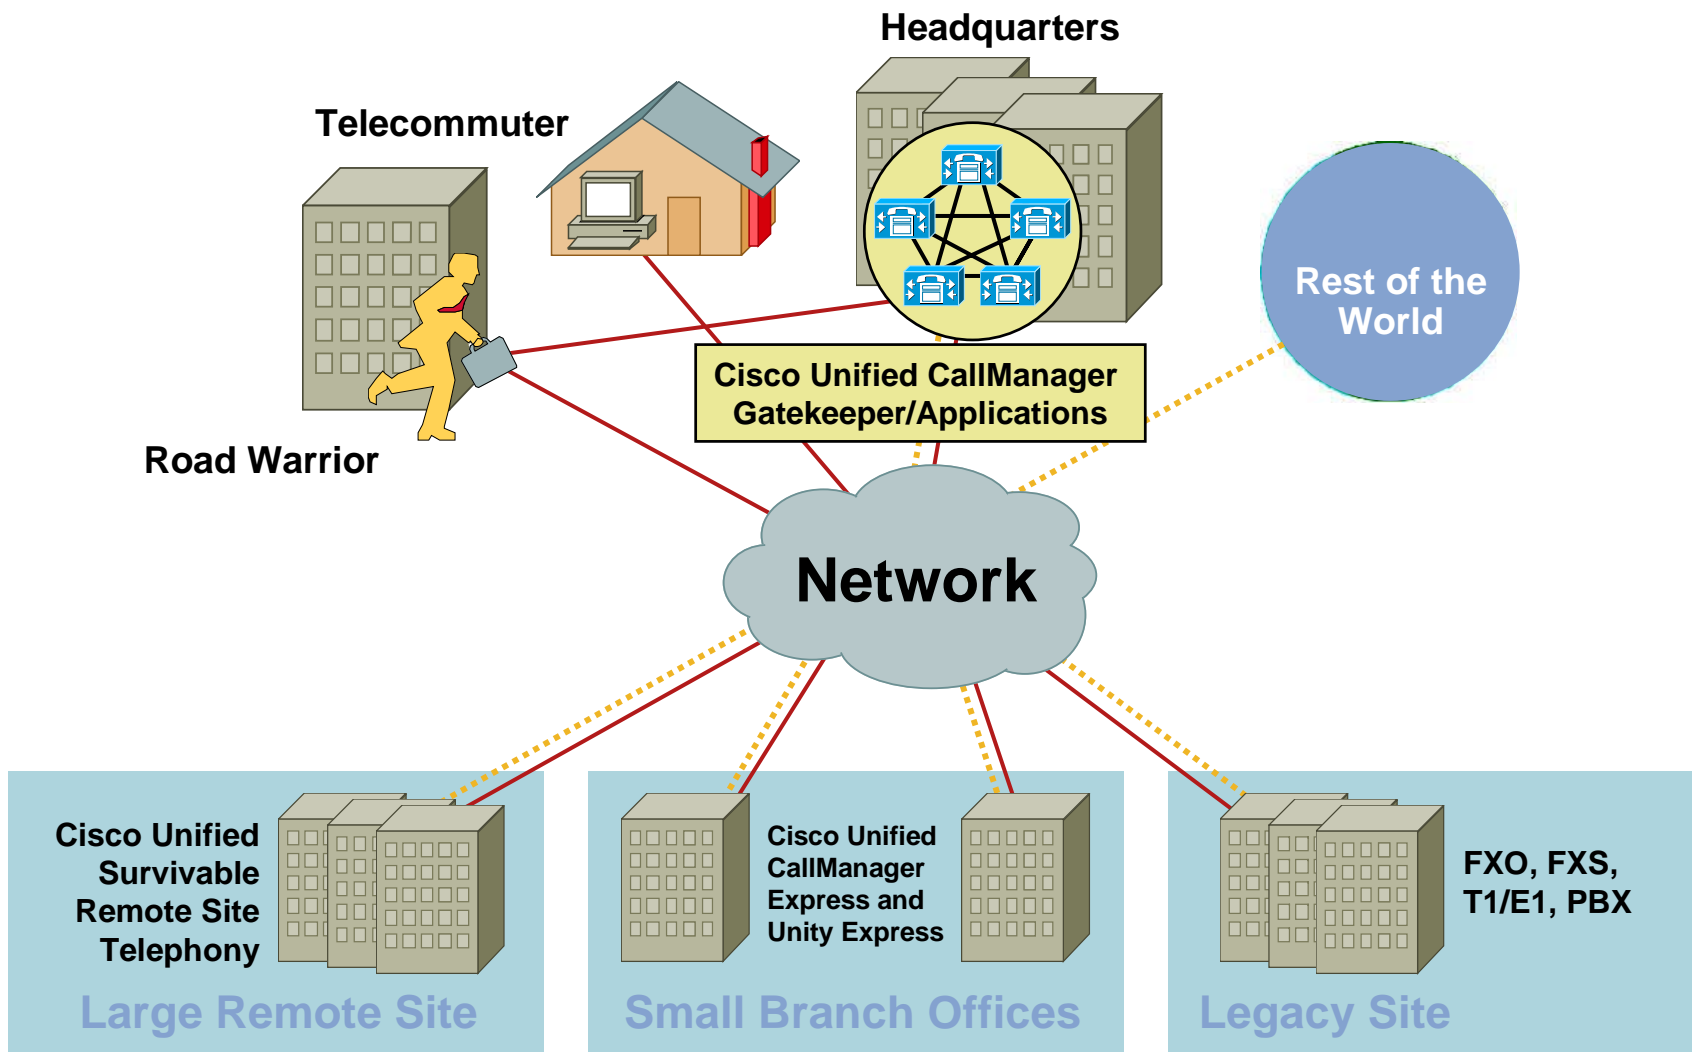 Headquarters
Telecommuter
Rest of the
World
Cisco Unified CallManager
Gatekeeper/Applications
Road Warrior
Network
Cisco Unified
Survivable
Remote Site
Telephony
Large Remote Site
Cisco Unified
CallManager
Express and
Unity Express
Small Branch Offices
FXO, FXS,
T1/E1, PBX
Legacy Site